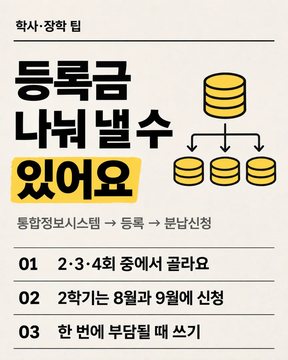 학사·장학 팁
등록금
나눠 낼 수
있어요
통합정보시스템 → 등록 → 분납신청
01 2·3·4회 중에서 골라요
02 2학기는 8월과 9월에 신청
03 한 번에 부담될 때 쓰기